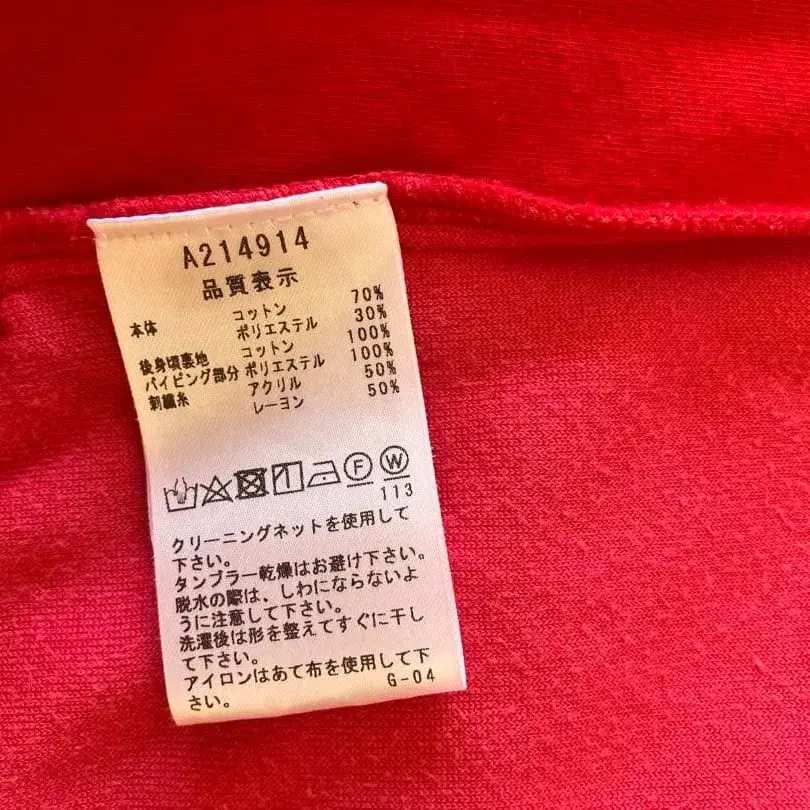 A214914
品質表示
本体 コットン 70%
ポリエステル 30%
後身頃裏地 コットン 100%
パイピング部分 ポリエステル 100%
刺繍糸 アクリル 50%
レーヨン 50%
F W
113
クリーニングネットを使用して
下さい。
タンブラー乾燥はお避け下さい。
脱水の際は、しわにならないよ
うに注意して下さい。
洗濯後は形を整えてすぐに干し
て下さい。
アイロンはあて布を使用して下
さい。 G-04